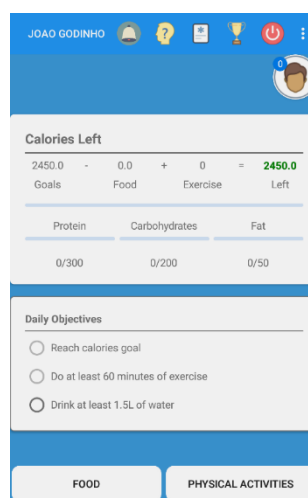 JOAO GODINHO
0
Calories Left
2450.0 - 0.0 + 0 = 2450.0
Goals Food Exercise Left
Protein Carbohydrates Fat
0/300 0/200 0/50
Daily Objectives
Reach calories goal
Do at least 60 minutes of exercise
Drink at least 1.5L of water
FOOD PHYSICAL ACTIVITIES